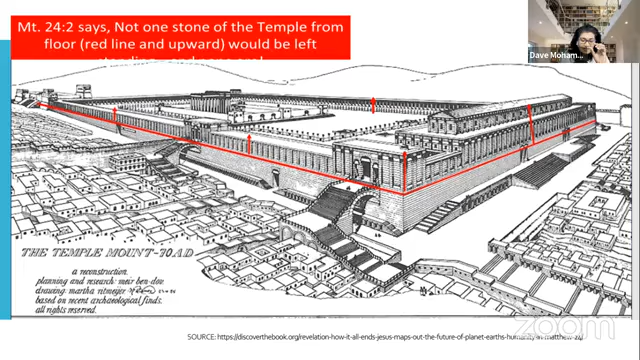 Mt. 24:2 says, Not one stone of the Temple from
floor (red line and upward) would be left
Dave Moham...
THE TEMPLE MOUNT-30AD
a reconstruction
planning and research: meir ben-dov
drawing: martha ritmeijer
based on recent archaeological finds.
all rights reserved.
SOURCE: https://discoverthebook.org/revelation-how-it-all-ends-jesus-maps-out-the-future-of-planet-earths-humanity-in-matthew-24/
zoom